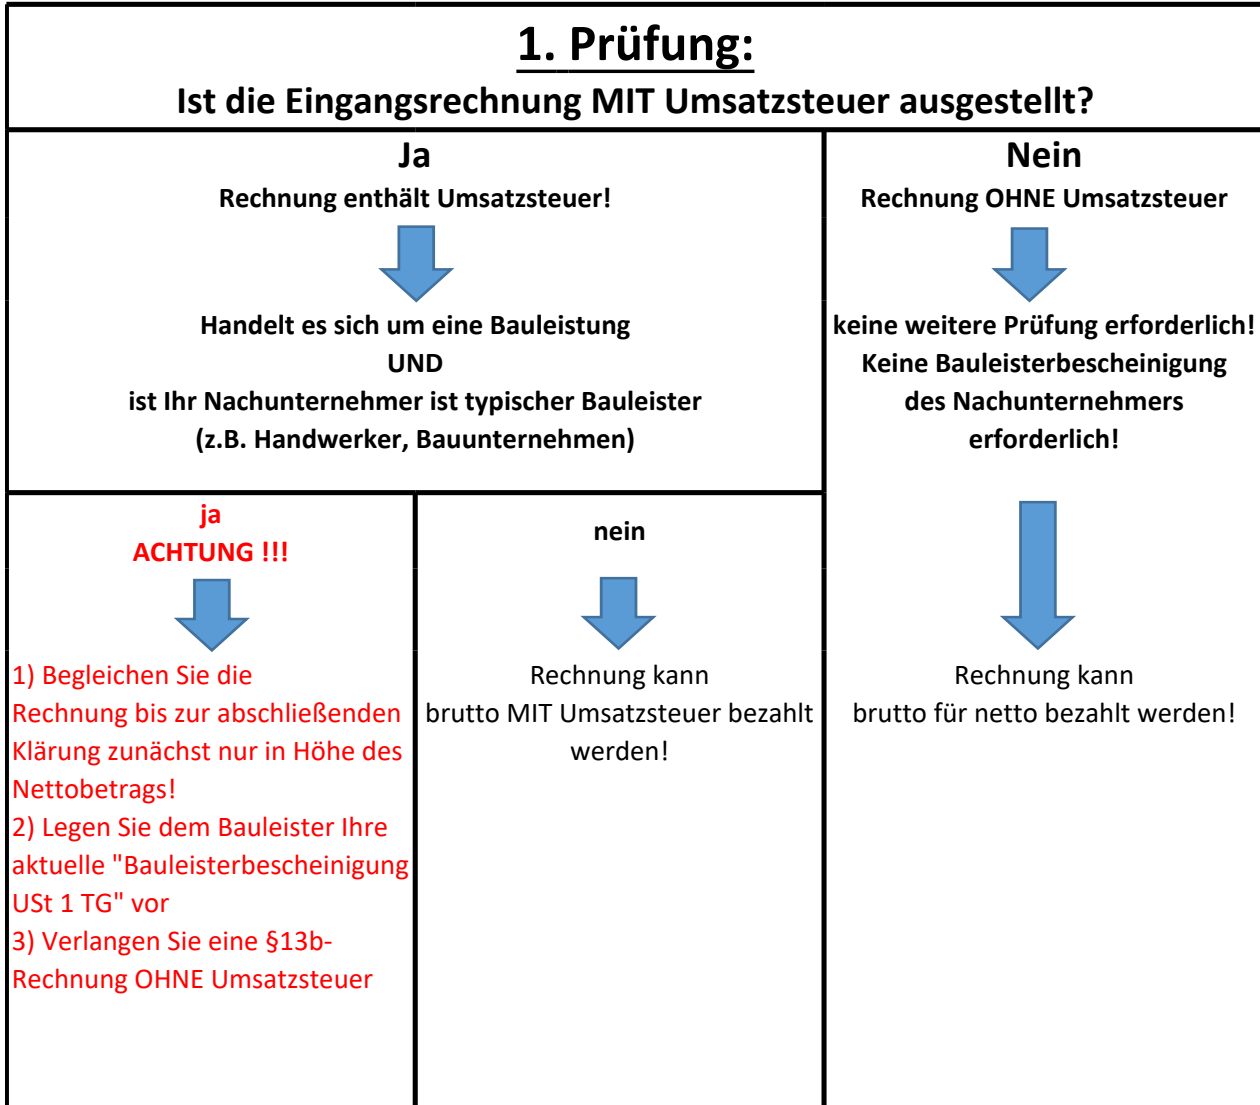 1. Prüfung:
Ist die Eingangsrechnung MIT Umsatzsteuer ausgestellt?
Ja
Rechnung enthält Umsatzsteuer!
Handelt es sich um eine Bauleistung
UND
ist Ihr Nachunternehmer ist typischer Bauleister
(z.B. Handwerker, Bauunternehmen)
Nein
Rechnung OHNE Umsatzsteuer
keine weitere Prüfung erforderlich!
Keine Bauleisterbescheinigung
des Nachunternehmers
erforderlich!
ja
ACHTUNG !!!
1) Begleichen Sie die
Rechnung bis zur abschließenden
Klärung zunächst nur in Höhe des
Nettobetrags!
2) Legen Sie dem Bauleister Ihre
aktuelle "Bauleisterbescheinigung
USt 1 TG" vor
3) Verlangen Sie eine §13b-
Rechnung OHNE Umsatzsteuer
nein
Rechnung kann
brutto MIT Umsatzsteuer bezahlt
werden!
Rechnung kann
brutto für netto bezahlt werden!